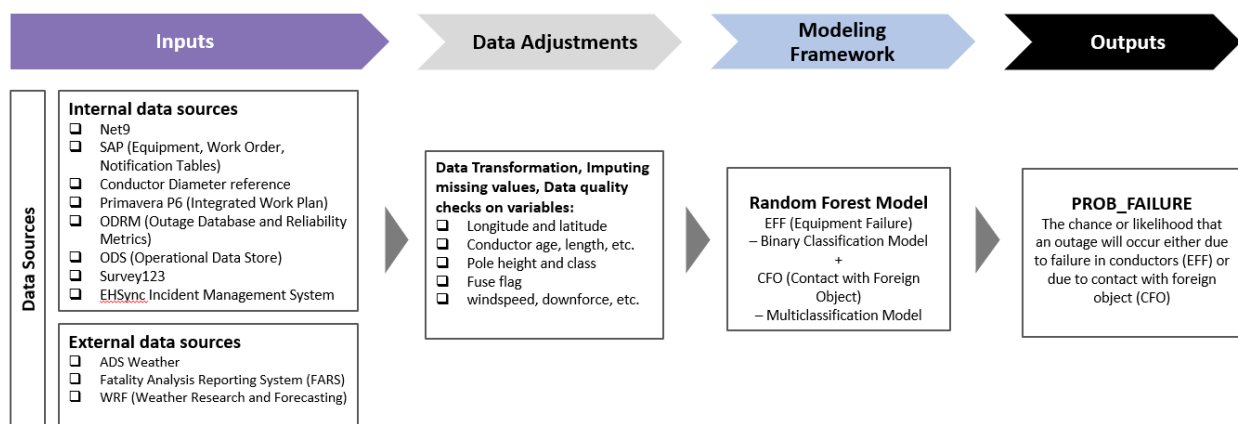 Inputs
Data Adjustments
Modeling
Framework
Outputs
Data Sources
Internal data sources
Net9
SAP (Equipment, Work Order,
Notification Tables)
Conductor Diameter reference
Primavera P6 (Integrated Work Plan)
ODRM (Outage Database and Reliability
Metrics)
ODS (Operational Data Store)
Survey123
EHSync Incident Management System
External data sources
ADS Weather
Fatality Analysis Reporting System (FARS)
WRF (Weather Research and Forecasting)
Data Transformation, Imputing
missing values, Data quality
checks on variables:
Longitude and latitude
Conductor age, length, etc.
Pole height and class
Fuse flag
windspeed, downforce, etc.
Random Forest Model
EFF (Equipment Failure)
– Binary Classification Model
+
CFO (Contact with Foreign
Object)
– Multiclassification Model
PROB_FAILURE
The chance or likelihood that
an outage will occur either due
to failure in conductors (EFF) or
due to contact with foreign
object (CFO)